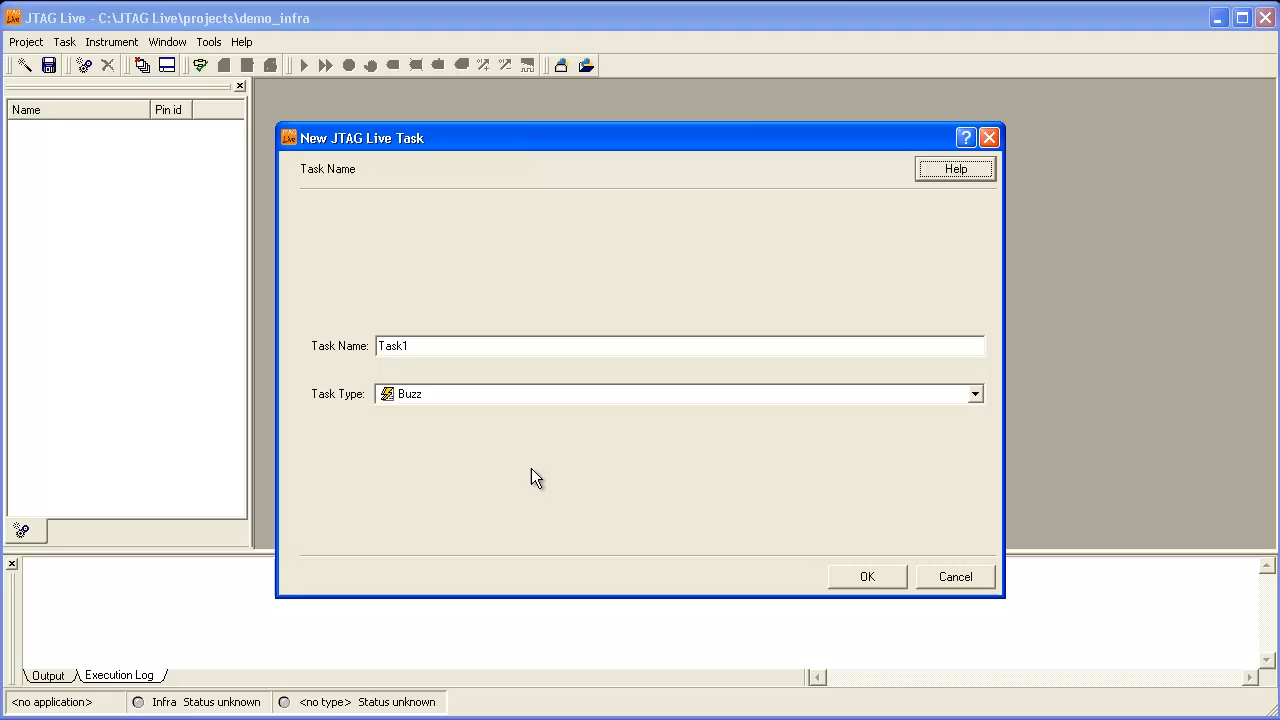 JTAG Live - C:\JTAG Live\projects\demo_infra
Project Task Instrument Window Tools Help
Name Pin id
JTAG Live New JTAG Live Task
Task Name Help
Task Name: Task1
Task Type: Buzz
OK Cancel
Output Execution Log
<no application> Infra Status unknown <no type> Status unknown